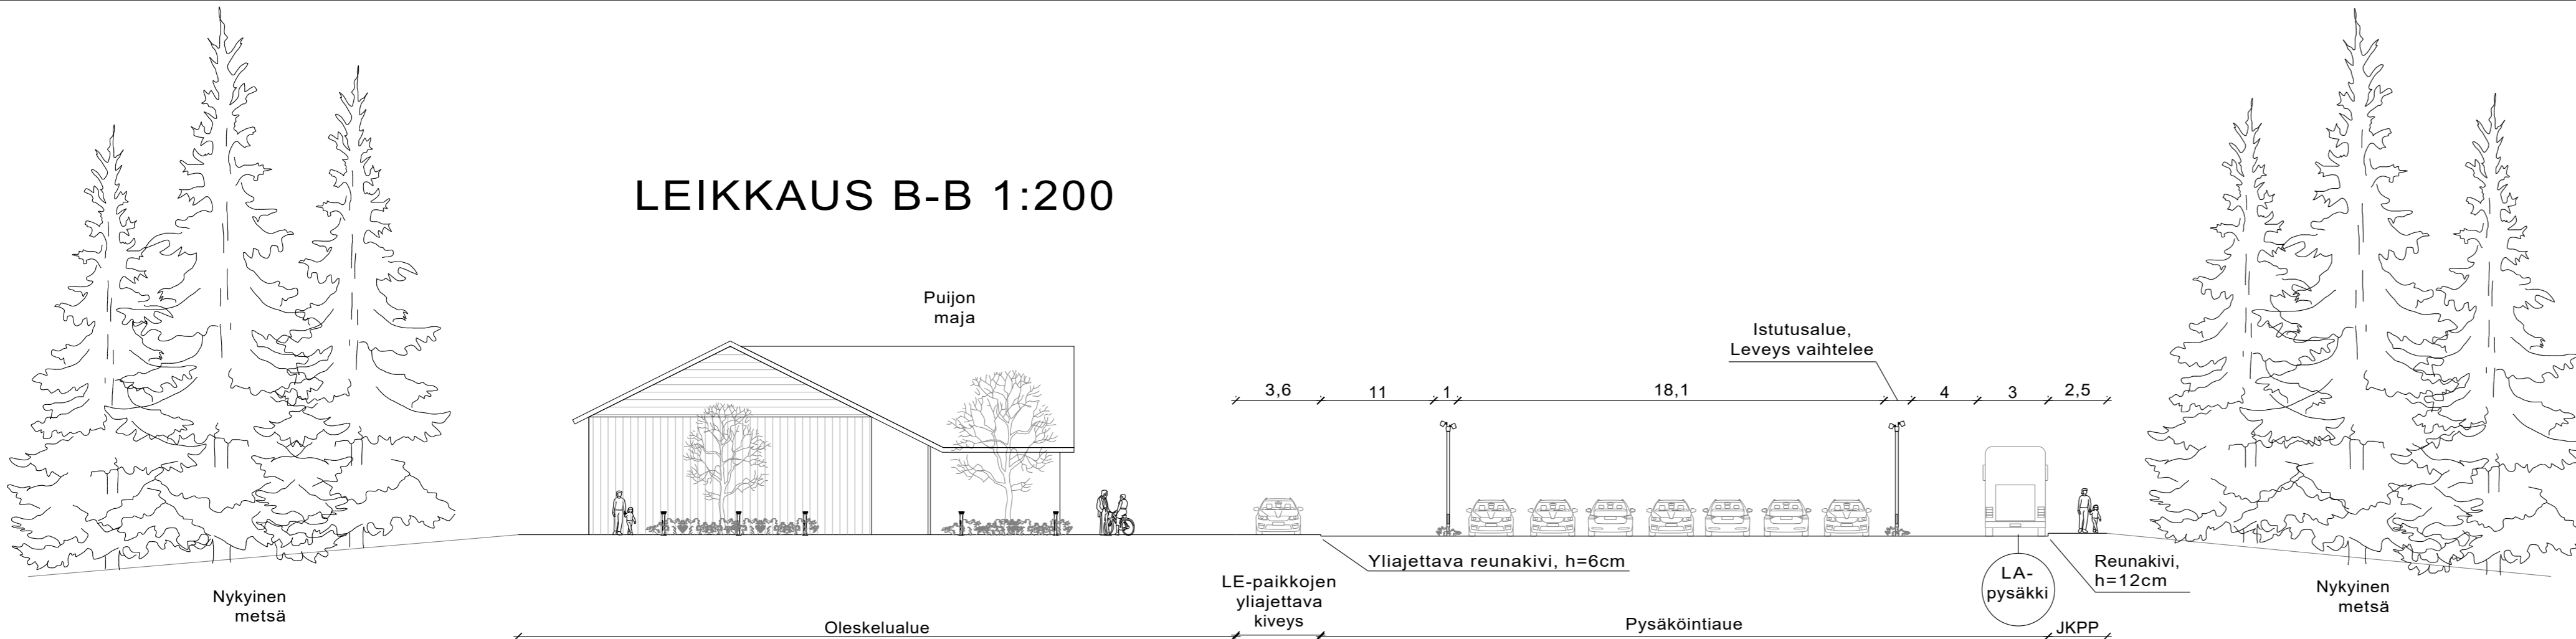 LEIKKAUS B-B 1:200
Puijon
maja
Istutusalue,
Leveys vaihtelee
3,6
11
1
18,1
4
3
2,5
Yliajettava reunakivi, h=6cm
LE-paikkojen
yliajettava
kiveys
LA-
pysäkki
Reunakivi,
h=12cm
Nykyinen
metsä
Nykyinen
metsä
Oleskelualue
Pysäköintiaue
JKPP